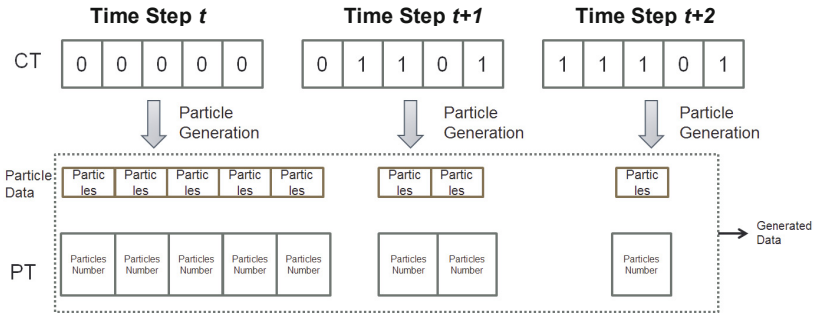 Time Step t
Time Step t+1
Time Step t+2
CT
0 0 0 0 0
0 1 1 0 1
1 1 1 0 1
Particle
Generation
Particle
Generation
Particle
Generation
Particle
Data
Partic
les
Partic
les
Partic
les
Partic
les
Partic
les
Partic
les
Partic
les
Partic
les
Generated
Data
PT
Particles
Number
Particles
Number
Particles
Number
Particles
Number
Particles
Number
Particles
Number
Particles
Number
Particles
Number